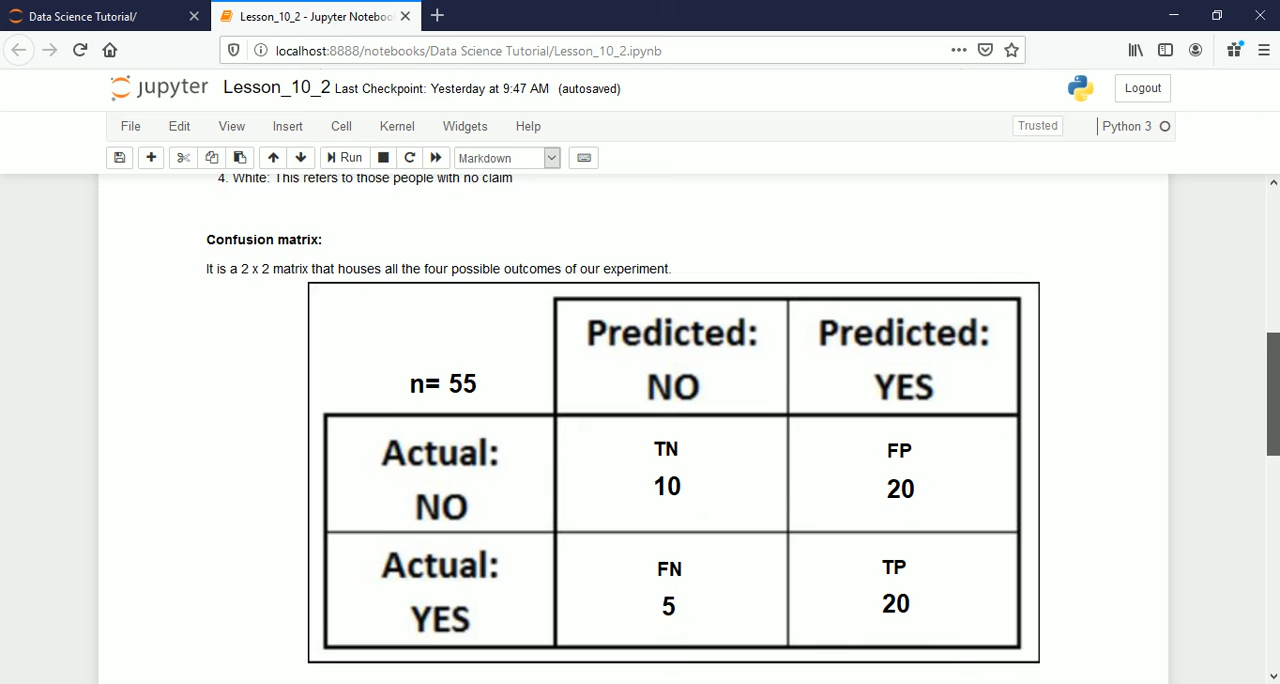 Data Science Tutorial/
Lesson_10_2 - Jupyter Noteboo
localhost:8888/notebooks/Data Science Tutorial/Lesson_10_2.ipynb
jupyter Lesson_10_2 Last Checkpoint: Yesterday at 9:47 AM (autosaved)
Logout
File Edit View Insert Cell Kernel Widgets Help
Trusted
Python 3
Run
Markdown
4. White: This refers to those people with no claim
Confusion matrix:
It is a 2 x 2 matrix that houses all the four possible outcomes of our experiment.
n= 55
Predicted:
NO
Predicted:
YES
Actual:
NO
TN
10
FP
20
Actual:
YES
FN
5
TP
20